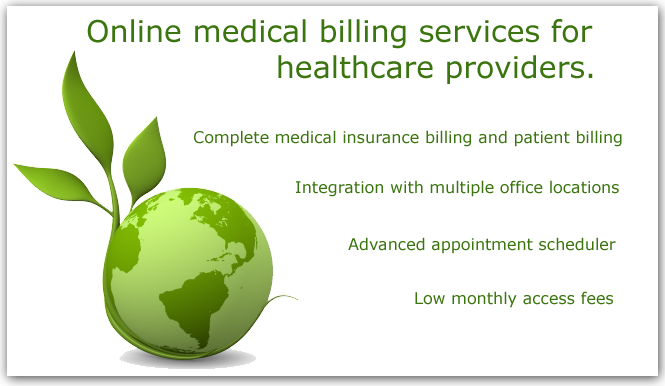 Online medical billing services for
healthcare providers.
Complete medical insurance billing and patient billing
Integration with multiple office locations
Advanced appointment scheduler
Low monthly access fees